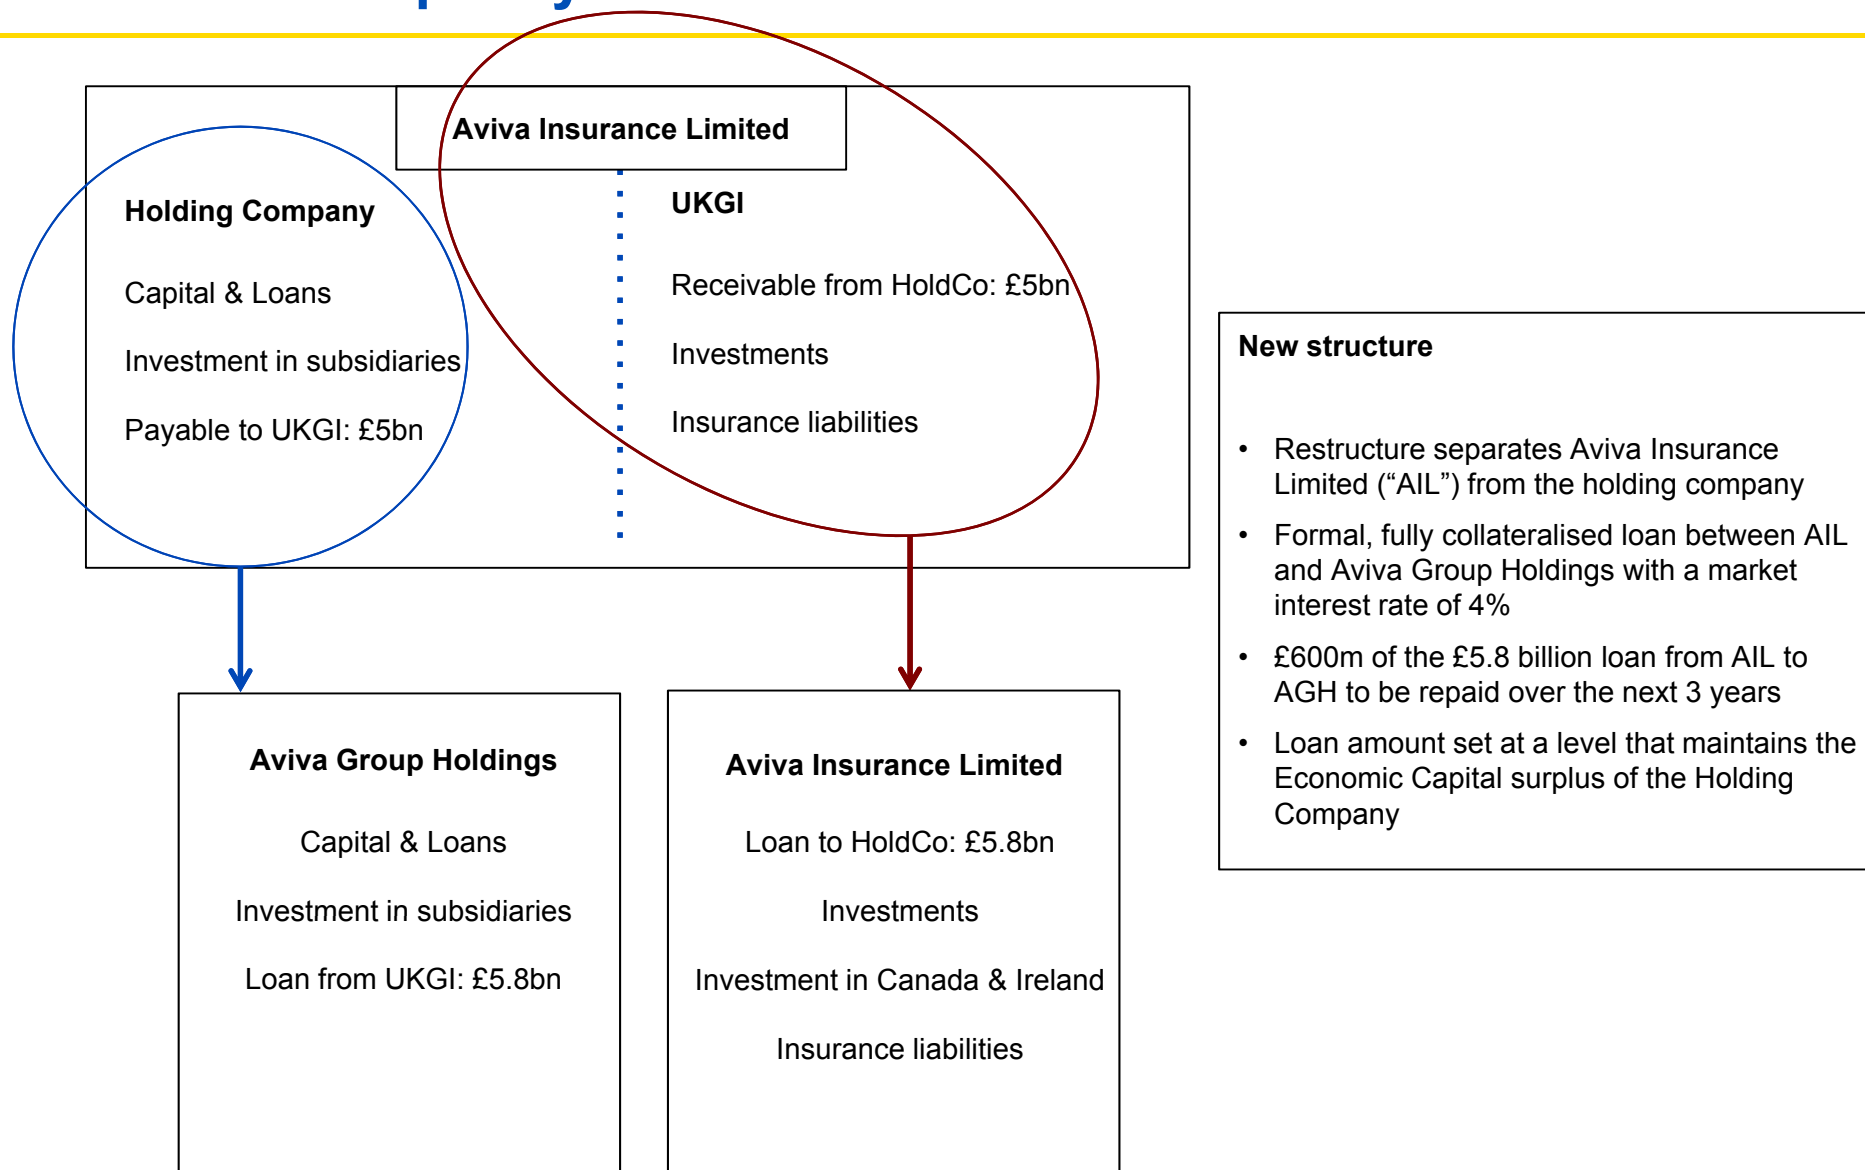 Aviva Insurance Limited
Holding Company
Capital & Loans
Investment in subsidiaries
Payable to UKGI: £5bn
UKGI
Receivable from HoldCo: £5bn
Investments
Insurance liabilities
Aviva Group Holdings
Capital & Loans
Investment in subsidiaries
Loan from UKGI: £5.8bn
Aviva Insurance Limited
Loan to HoldCo: £5.8bn
Investments
Investment in Canada & Ireland
Insurance liabilities
New structure
• Restructure separates Aviva Insurance
Limited (“AIL”) from the holding company
• Formal, fully collateralised loan between AIL
and Aviva Group Holdings with a market
interest rate of 4%
• £600m of the £5.8 billion loan from AIL to
AGH to be repaid over the next 3 years
• Loan amount set at a level that maintains the
Economic Capital surplus of the Holding
Company